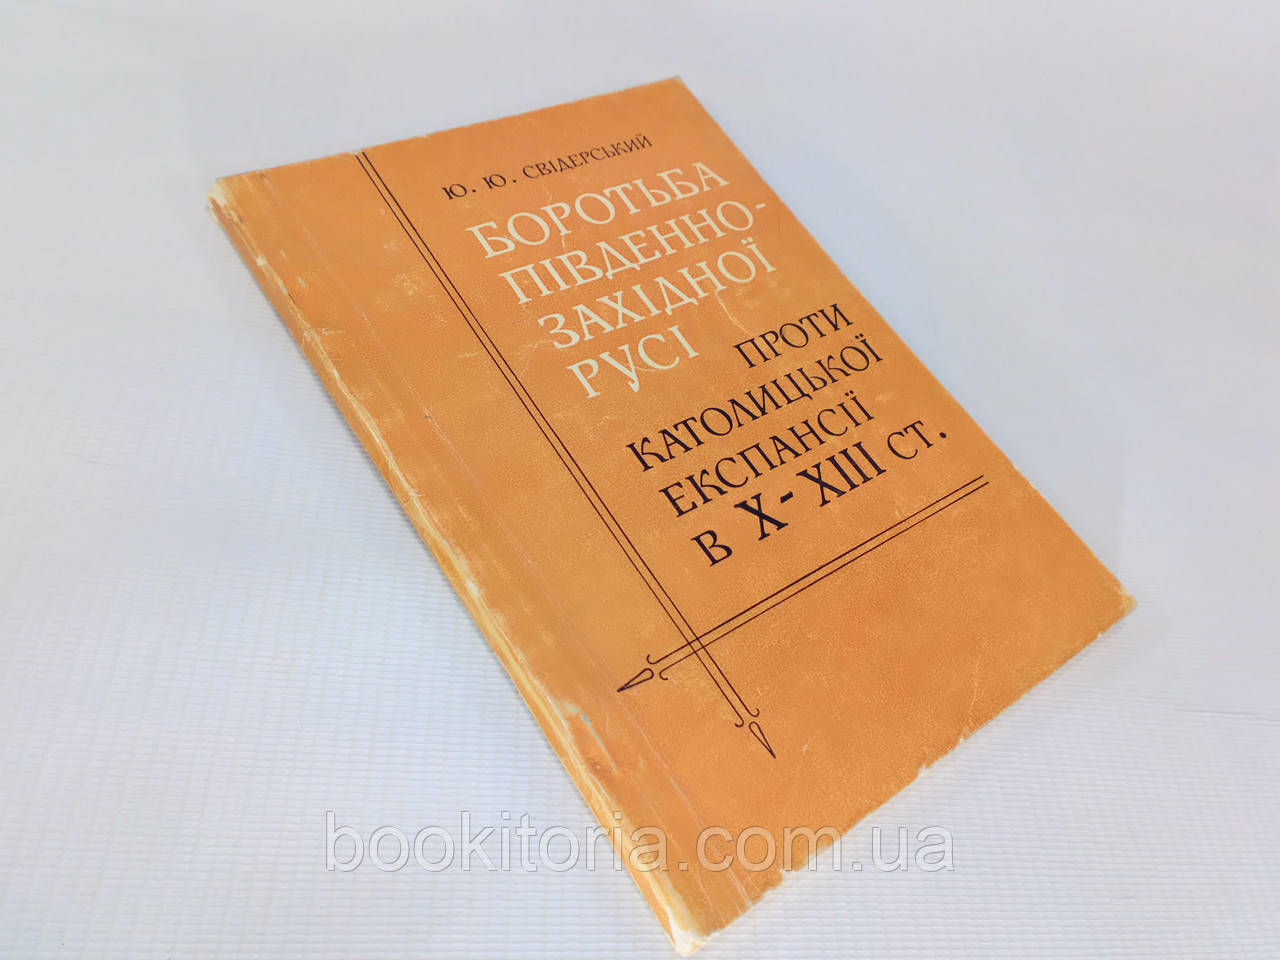 Ю. Ю. СВІДЕРСЬКИЙ
БОРОТЬБА
ПІВДЕННО-
ЗАХІДНОЇ
РУСІ
ПРОТИ
КАТОЛИЦЬКОЇ
ЕКСПАНСІЇ
В X-XIII СТ.
bookitoria.com.ua